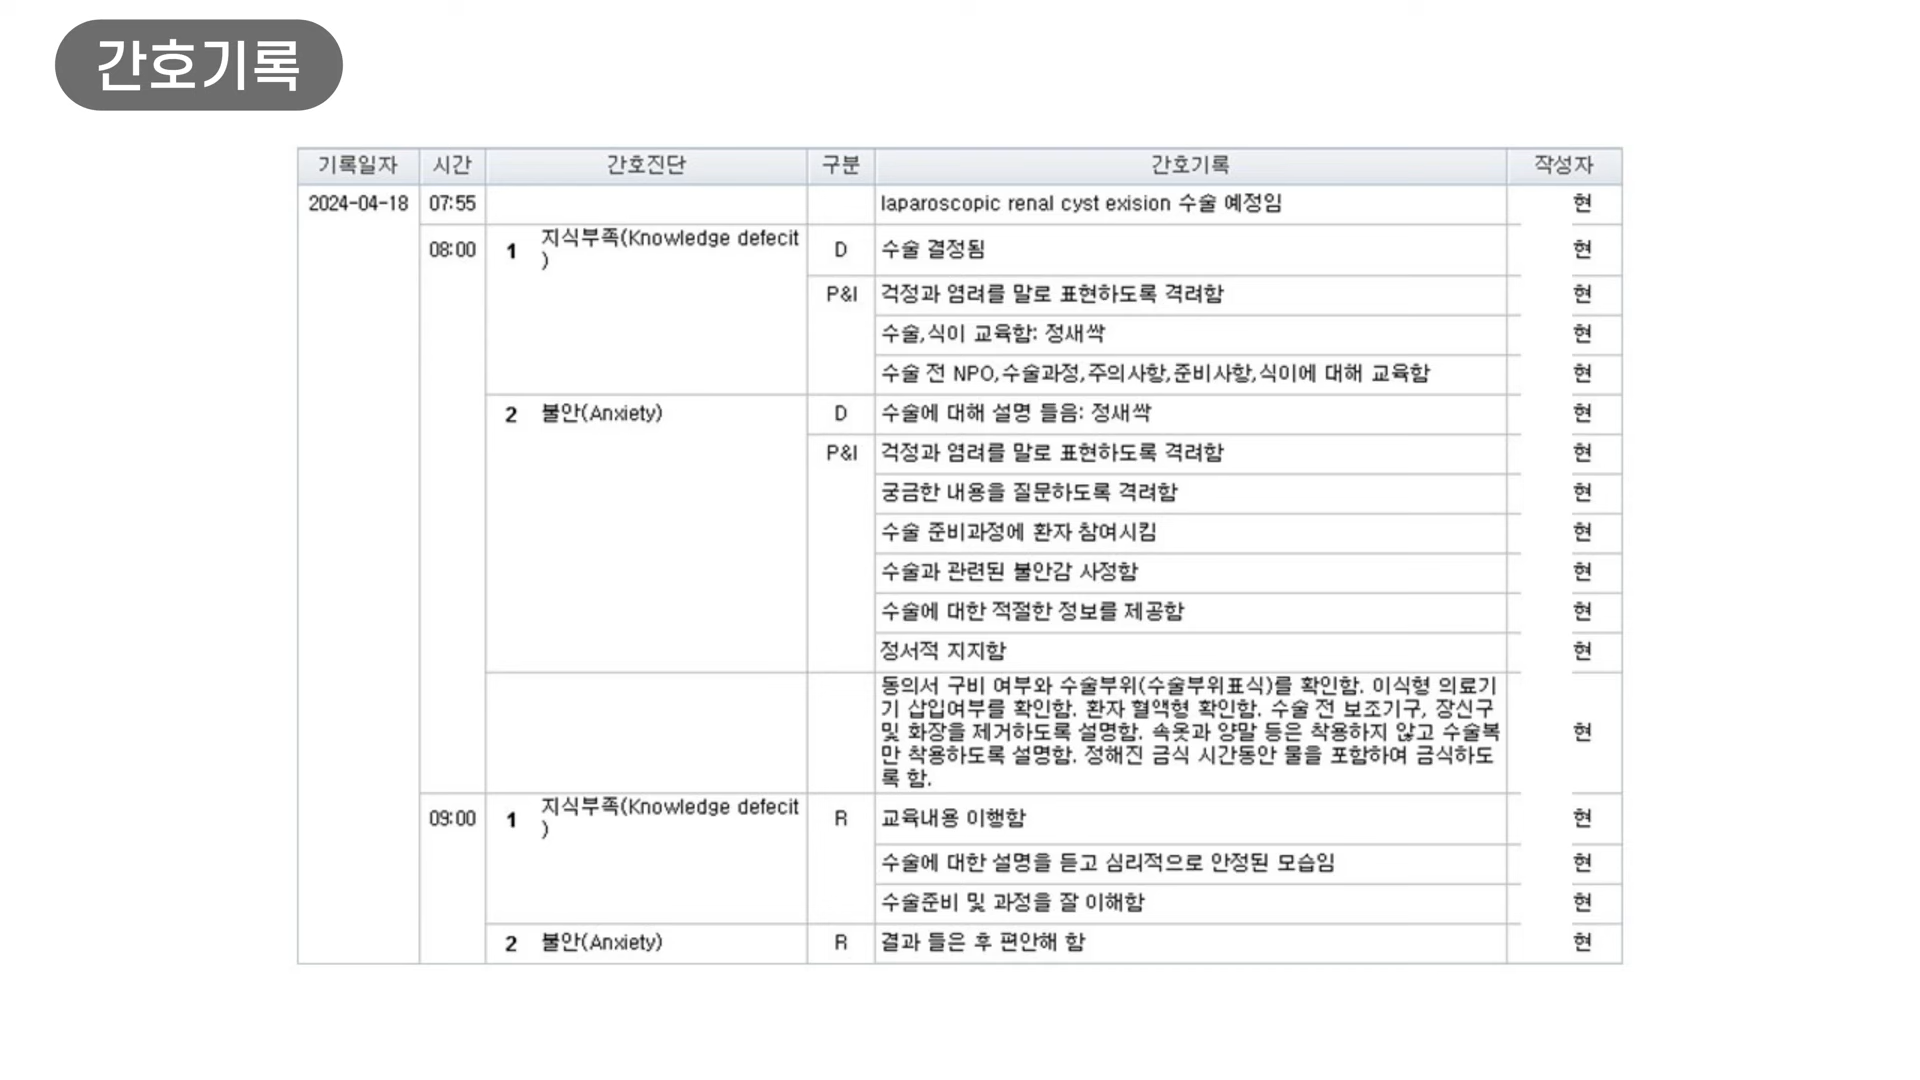 간호기록
기록일자 시간 간호진단 구분 간호기록 작성자
2024-04-18 07:55 laparoscopic renal cyst exision 수술 예정임 현
08:00 1 지식부족(Knowledge defecit
) D 수술 결정됨 현
P&I 걱정과 염려를 말로 표현하도록 격려함 현
수술,식이 교육함: 정새싹 현
수술 전 NPO,수술과정,주의사항,준비사항,식이에 대해 교육함 현
2 불안(Anxiety) D 수술에 대해 설명 들음: 정새싹 현
P&I 걱정과 염려를 말로 표현하도록 격려함 현
궁금한 내용을 질문하도록 격려함 현
수술 준비과정에 환자 참여시킴 현
수술과 관련된 불안감 사정함 현
수술에 대한 적절한 정보를 제공함 현
정서적 지지함 현
동의서 구비 여부와 수술부위(수술부위표식)를 확인함. 이식형 의료기
기 삽입여부를 확인함. 환자 혈액형 확인함. 수술 전 보조기구, 장신구
및 화장을 제거하도록 설명함. 속옷과 양말 등은 착용하지 않고 수술복
만 착용하도록 설명함. 정해진 금식 시간동안 물을 포함하여 금식하도
록 함.
현
09:00 1 지식부족(Knowledge defecit
) R 교육내용 이행함 현
수술에 대한 설명을 듣고 심리적으로 안정된 모습임 현
수술준비 및 과정을 잘 이해함 현
2 불안(Anxiety) R 결과 들은 후 편안해 함 현